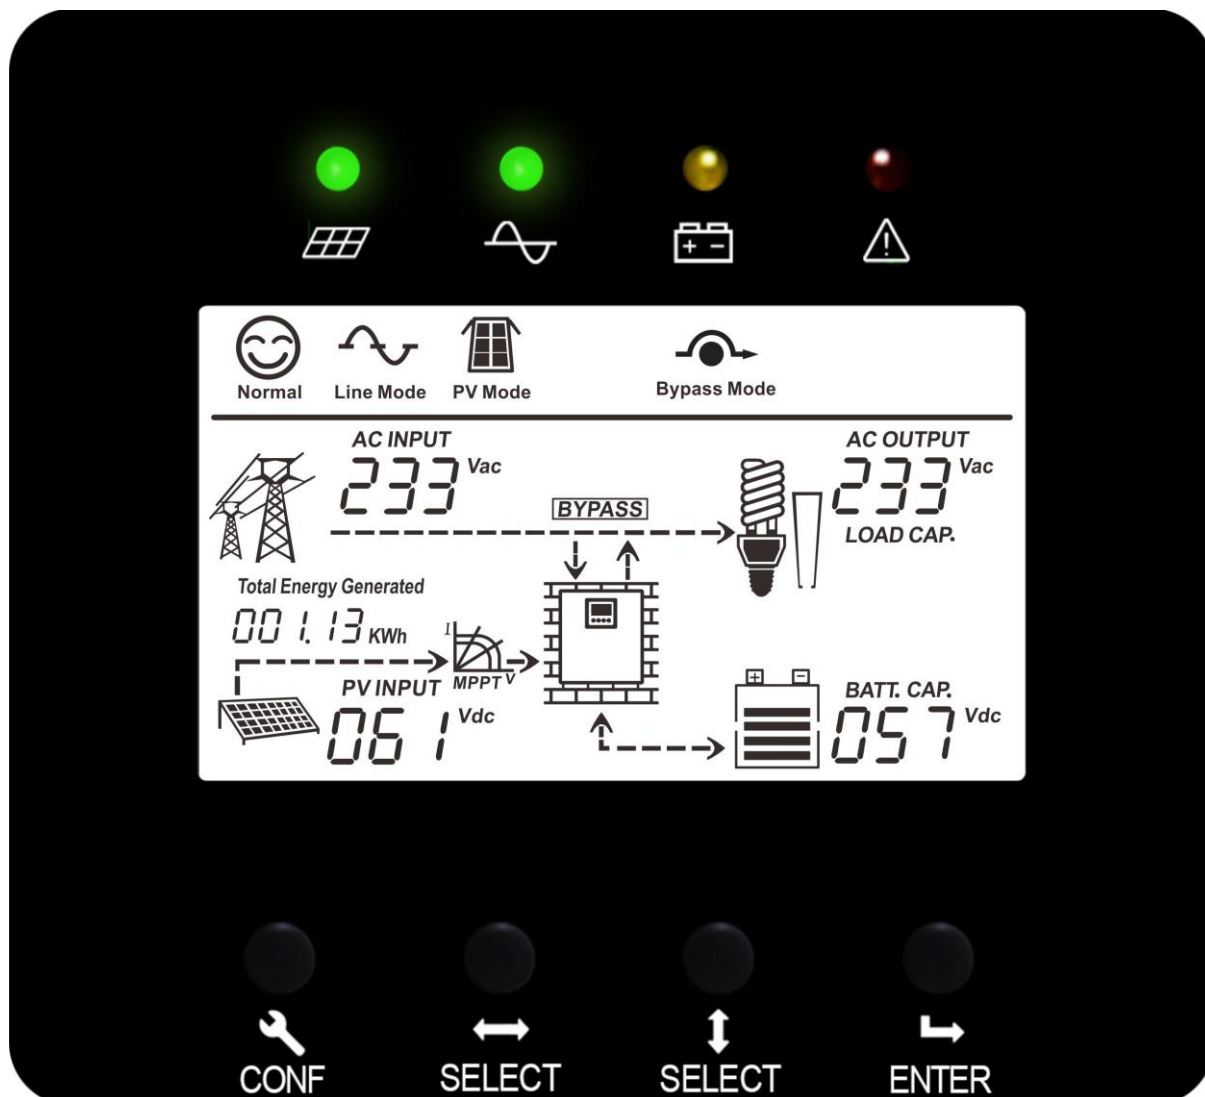 Normal
Line Mode
PV Mode
Bypass Mode
AC INPUT
233 Vac
AC OUTPUT
233 Vac
BYPASS
LOAD CAP.
Total Energy Generated
001.13 KWh
I
MPPT V
PV INPUT
061 Vdc
+ −
BATT. CAP.
057 Vdc
CONF
SELECT
SELECT
ENTER